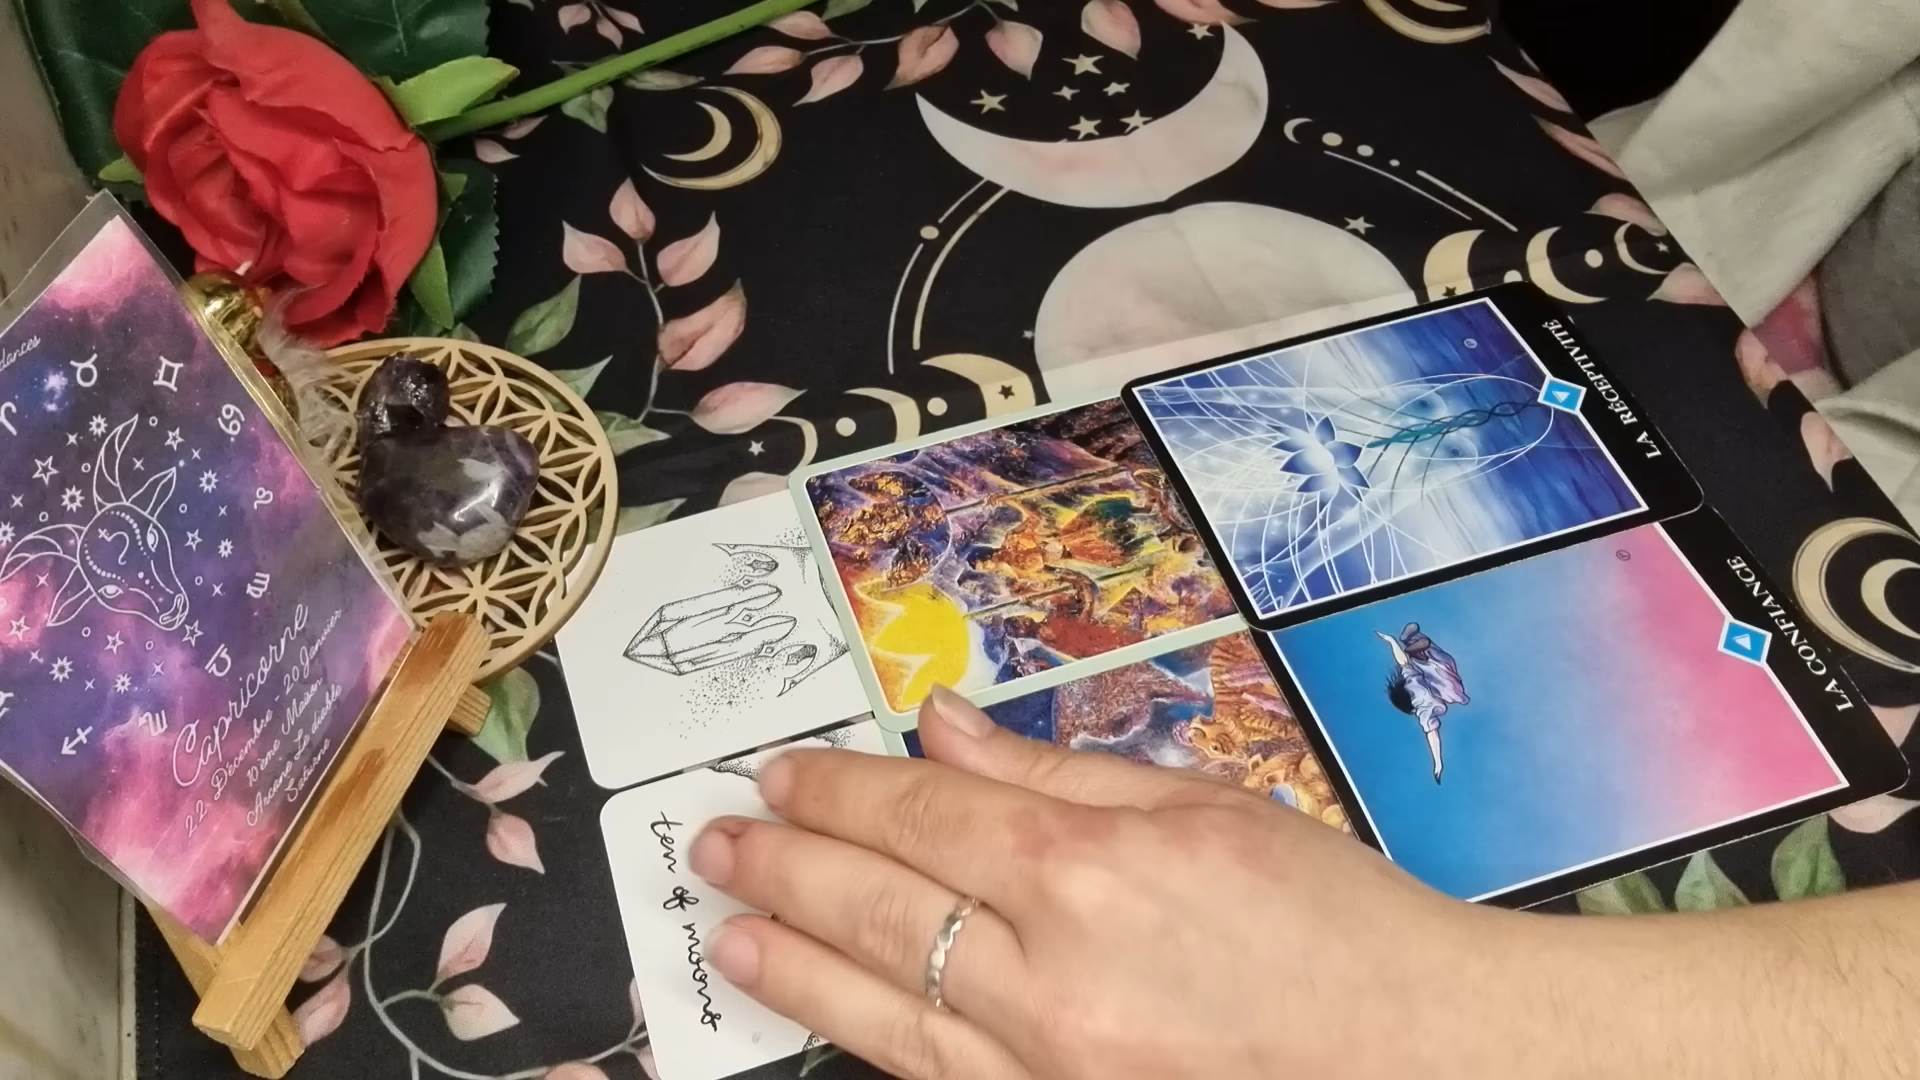 dances
Capricorne
22 Décembre - 20 Janvier
10ème Maison
Arcane Le diable
Saturne
LA RÉCEPTIVITÉ
LA CONFIANCE
ten of moons